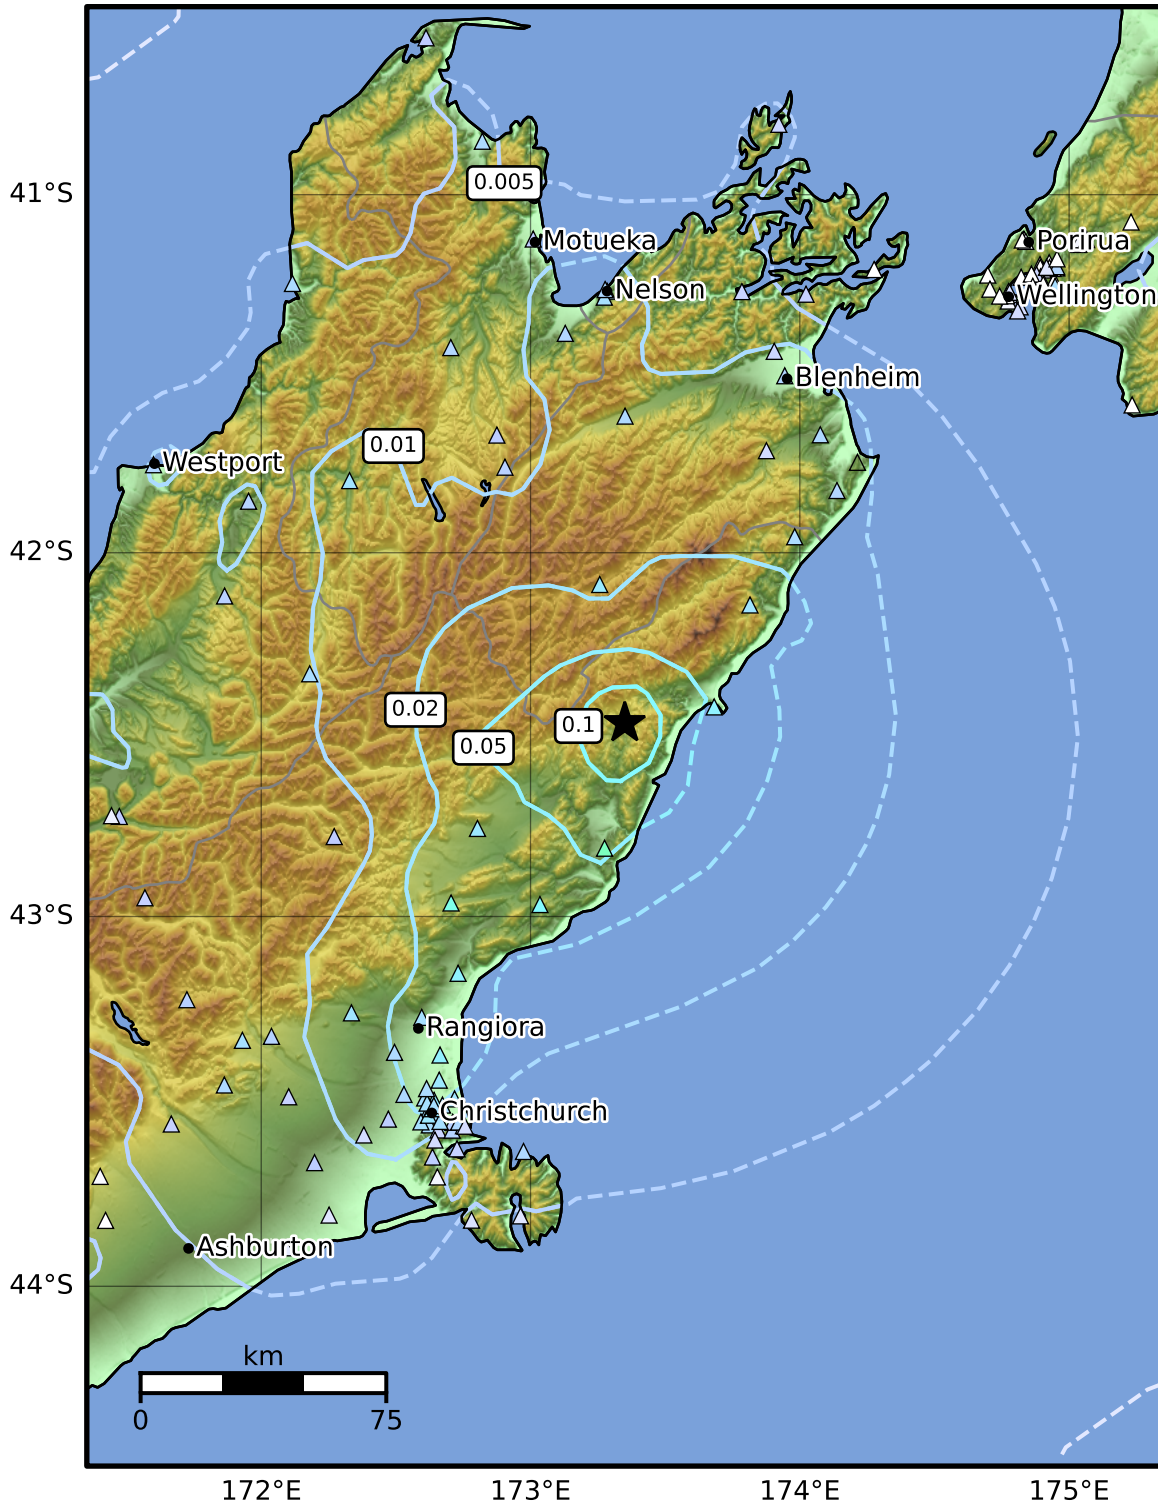 41°S
42°S
43°S
44°S
172°E
173°E
174°E
175°E
0.005
Motueka
Nelson
Porirua
Wellington
Blenheim
0.01
Westport
0.02
0.05
0.1
Rangiora
Christchurch
Ashburton
km
0
75